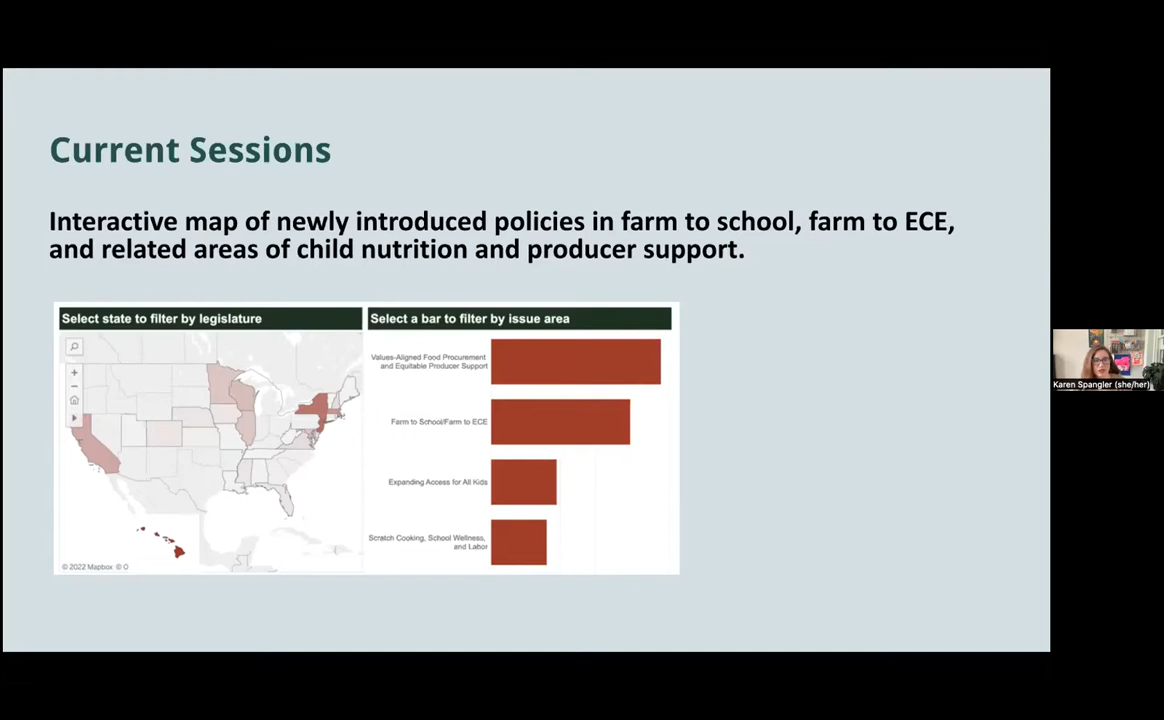 Current Sessions
Interactive map of newly introduced policies in farm to school, farm to ECE,
and related areas of child nutrition and producer support.
Select state to filter by legislature
Select a bar to filter by issue area
Values-Aligned Food Procurement
and Equitable Producer Support
Farm to School/Farm to ECE
Expanding Access for All Kids
Scratch Cooking, School Wellness,
and Labor
© 2022 Mapbox © O
Karen Spangler (she/her)